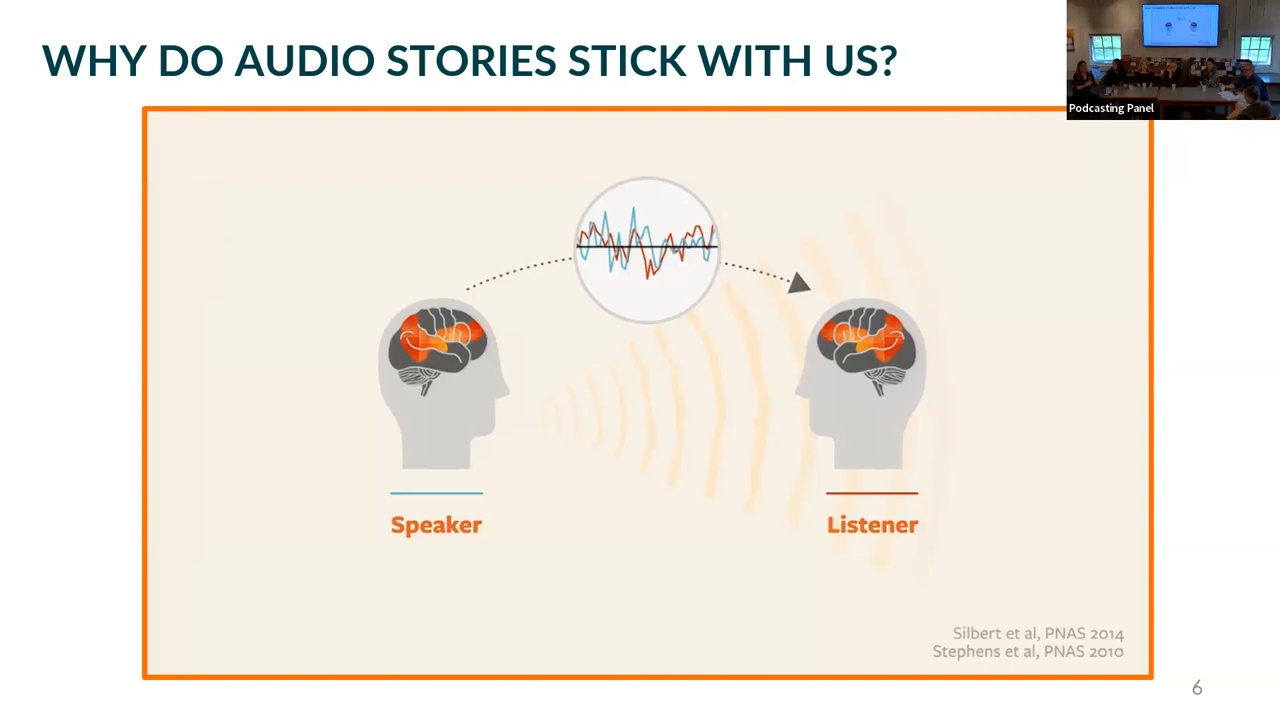 WHY DO AUDIO STORIES STICK WITH US?
Podcasting Panel
Speaker
Listener
Silbert et al, PNAS 2014
Stephens et al, PNAS 2010
6